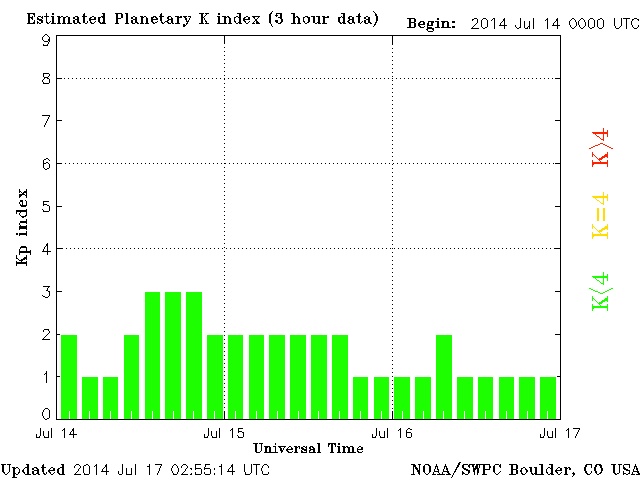 Estimated Planetary K index (3 hour data) Begin: 2014 Jul 14 0000 UTC
9
8
7
6
5
4
3
2
1
0
Kp index
K>4
K=4
K<4
Jul 14 Jul 15 Jul 16 Jul 17
Universal Time
Updated 2014 Jul 17 02:55:14 UTC NOAA/SWPC Boulder, CO USA